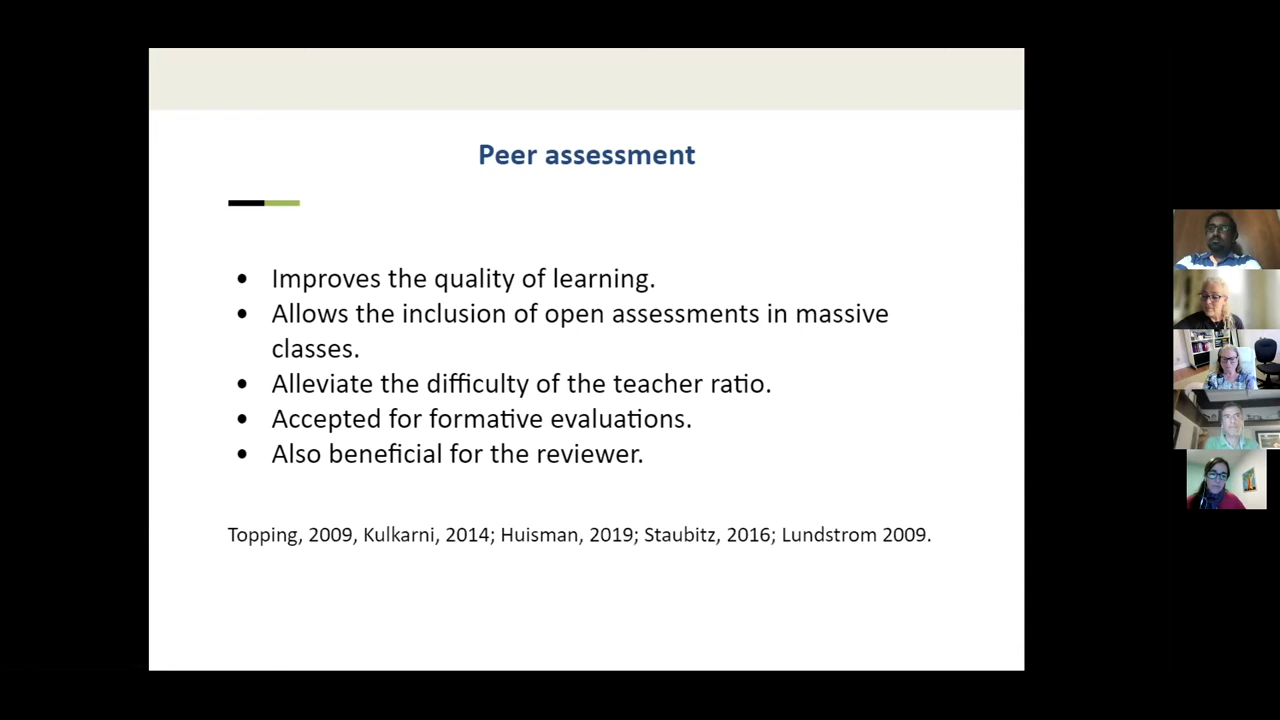 Peer assessment
• Improves the quality of learning.
• Allows the inclusion of open assessments in massive
classes.
• Alleviate the difficulty of the teacher ratio.
• Accepted for formative evaluations.
• Also beneficial for the reviewer.
Topping, 2009, Kulkarni, 2014; Huisman, 2019; Staubitz, 2016; Lundstrom 2009.